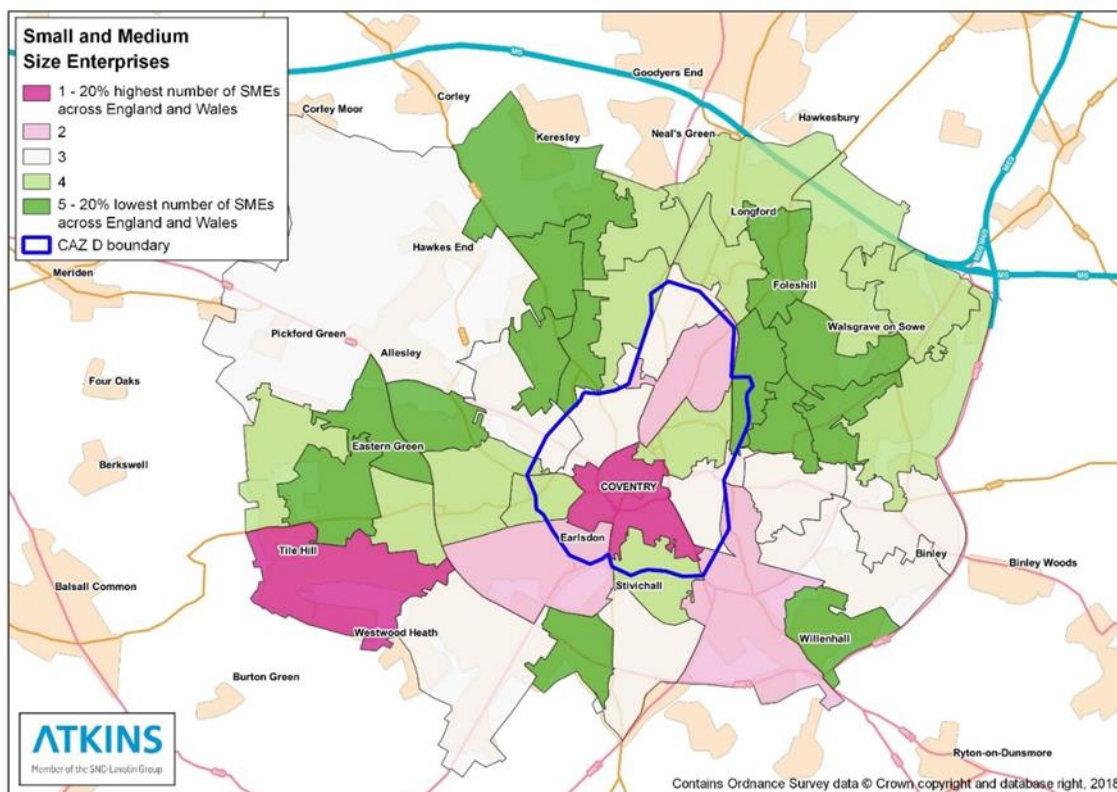 Small and Medium
Size Enterprises
1 - 20% highest number of SMEs
across England and Wales
2
3
4
5 - 20% lowest number of SMEs
across England and Wales
CAZ D boundary
M6
Goodyers End
Corley
Corley Moor
Hawkesbury
Keresley
Neal's Green
M69
Longford
Hawkes End
M6
Meriden
Foleshill
Walsgrave on Sowe
Pickford Green
Allesley
Four Oaks
Eastern Green
Berkswell
COVENTRY
Earlsdon
Tile Hill
Binley
Binley Woods
Balsall Common
Stivichall
Westwood Heath
Willenhall
Burton Green
ATKINS
Member of the SNC-Lavalin Group
Ryton-on-Dunsmore
Contains Ordnance Survey data © Crown copyright and database right, 2018